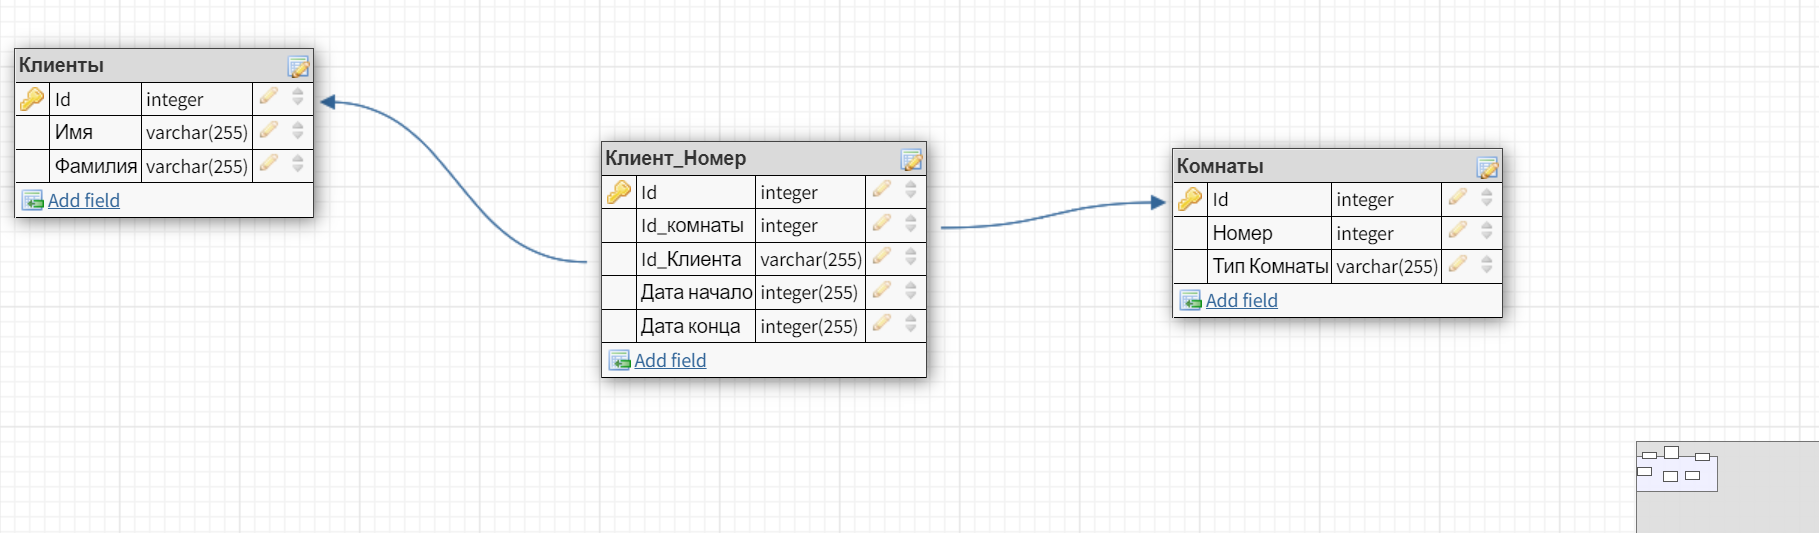 Клиенты
Id integer
Имя varchar(255)
Фамилия varchar(255)
Add field
Клиент_Номер
Id integer
Id_комнаты integer
Id_Клиента varchar(255)
Дата начало integer(255)
Дата конца integer(255)
Add field
Комнаты
Id integer
Номер integer
Тип Комнаты varchar(255)
Add field